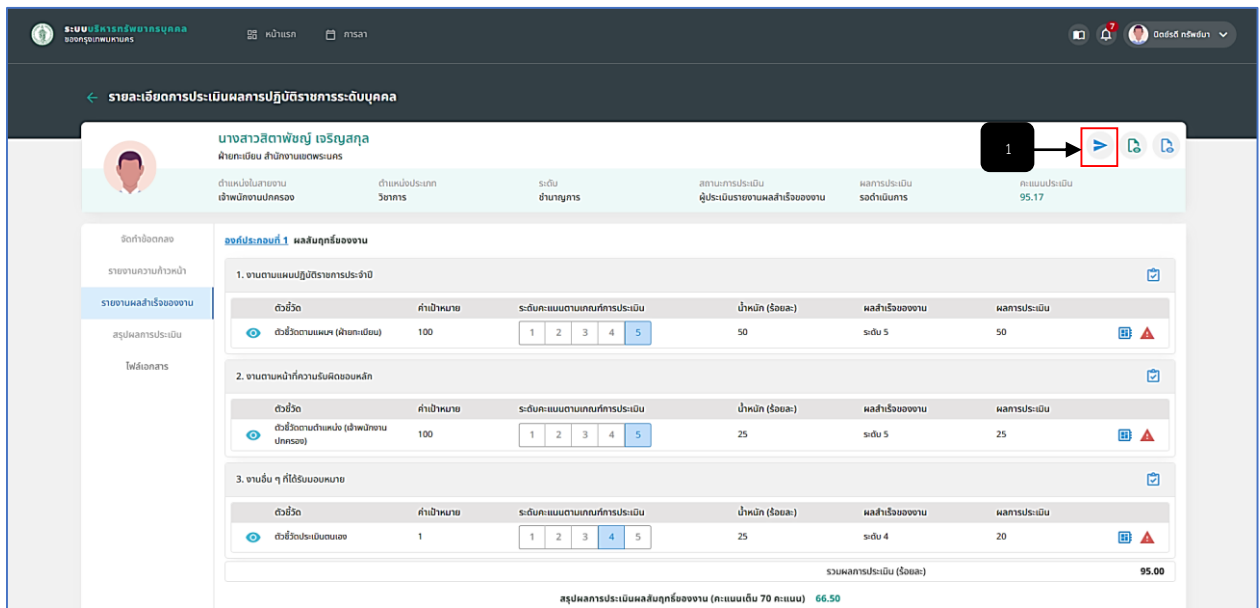 ระบบบริหารทรัพยากรบุคคล
ของกรุงเทพมหานคร
หน้าแรก
การลา
7
ปิตย์รดี ทรัพย์มา
รายละเอียดการประเมินผลการปฏิบัติราชการระดับบุคคล
นางสาวสิตาพัชญ์ เจริญสกุล
ฝ่ายทะเบียน สำนักงานเขตพระนคร
1
ตำแหน่งในสายงาน ตำแหน่งประเภท ระดับ สถานะการประเมิน ผลการประเมิน คะแนนประเมิน
เจ้าพนักงานปกครอง วิชาการ ชำนาญการ ผู้ประเมินรายงานผลสำเร็จของงาน รอดำเนินการ 95.17
จัดทำข้อตกลง
รายงานความก้าวหน้า
รายงานผลสำเร็จของงาน
สรุปผลการประเมิน
ไฟล์เอกสาร
องค์ประกอบที่ 1 ผลสัมฤทธิ์ของงาน
1. งานตามแผนปฏิบัติราชการประจำปี
ตัวชี้วัด ค่าเป้าหมาย ระดับคะแนนตามเกณฑ์การประเมิน น้ำหนัก (ร้อยละ) ผลสำเร็จของงาน ผลการประเมิน
ตัวชี้วัดตามแผนฯ (ฝ่ายทะเบียน) 100 1 2 3 4 5 50 ระดับ 5 50
2. งานตามหน้าที่ความรับผิดชอบหลัก
ตัวชี้วัด ค่าเป้าหมาย ระดับคะแนนตามเกณฑ์การประเมิน น้ำหนัก (ร้อยละ) ผลสำเร็จของงาน ผลการประเมิน
ตัวชี้วัดตามตำแหน่ง (เจ้าพนักงาน
ปกครอง) 100 1 2 3 4 5 25 ระดับ 5 25
3. งานอื่น ๆ ที่ได้รับมอบหมาย
ตัวชี้วัด ค่าเป้าหมาย ระดับคะแนนตามเกณฑ์การประเมิน น้ำหนัก (ร้อยละ) ผลสำเร็จของงาน ผลการประเมิน
ตัวชี้วัดประเมินตนเอง 1 1 2 3 4 5 25 ระดับ 4 20
รวมผลการประเมิน (ร้อยละ) 95.00
สรุปผลการประเมินผลสัมฤทธิ์ของงาน (คะแนนเต็ม 70 คะแนน) 66.50